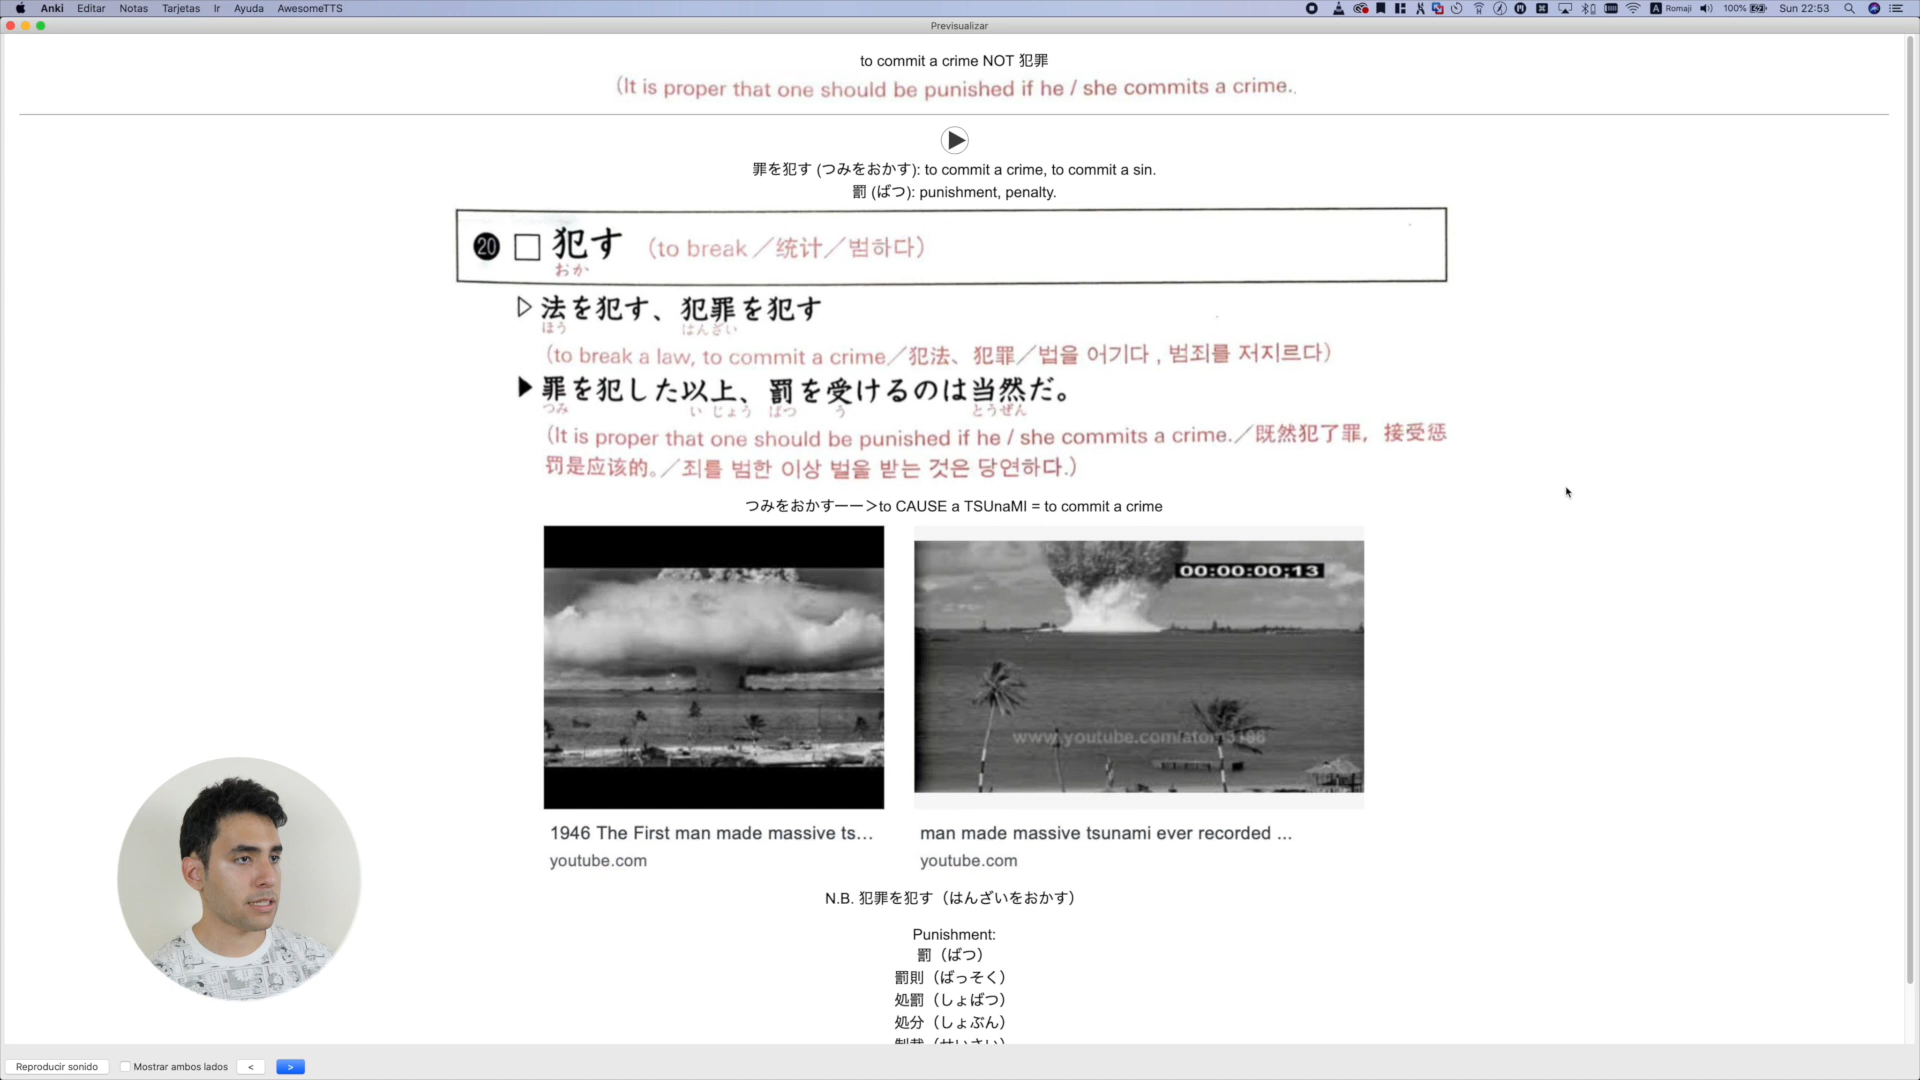 Anki Editar Notas Tarjetas Ir Ayuda AwesomeTTS
A Romaji 100% Sun 22:53
Previsualizar
to commit a crime NOT 犯罪
(It is proper that one should be punished if he / she commits a crime.
罪を犯す (つみをおかす): to commit a crime, to commit a sin.
罰 (ばつ): punishment, penalty.
20 □ 犯す (to break／统计／범하다)
おか
▷法を犯す、犯罪を犯す
ほう はんざい
(to break a law, to commit a crime／犯法、犯罪／법을 어기다 , 범죄를 저지르다)
▶罪を犯した以上、罰を受けるのは当然だ。
つみ い じょう ばつ う とうぜん
(It is proper that one should be punished if he / she commits a crime.／既然犯了罪，接受惩
罚是应该的。／죄를 범한 이상 벌을 받는 것은 당연하다.)
つみをおかすーー＞to CAUSE a TSUnaMI = to commit a crime
00:00:00;13
1946 The First man made massive ts...
youtube.com
man made massive tsunami ever recorded ...
youtube.com
N.B. 犯罪を犯す（はんざいをおかす）
Punishment:
罰（ばつ）
罰則（ばっそく）
処罰（しょばつ）
処分（しょぶん）
制裁（せいさい）
Reproducir sonido Mostrar ambos lados < >